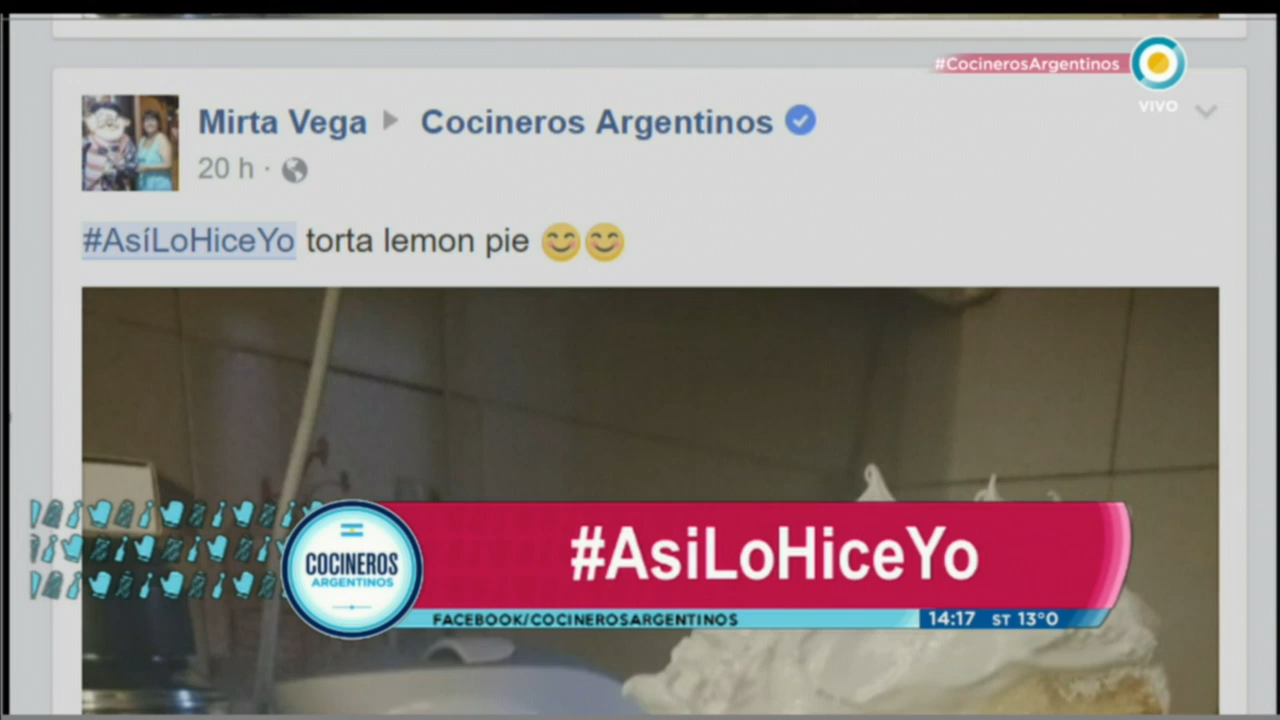 #CocinerosArgentinos
VIVO
Mirta Vega ▶ Cocineros Argentinos
20 h ·
#AsíLoHiceYo torta lemon pie 😊😊
COCINEROS
ARGENTINOS
#AsiLoHiceYo
FACEBOOK/COCINEROSARGENTINOS
14:17 ST 13°0